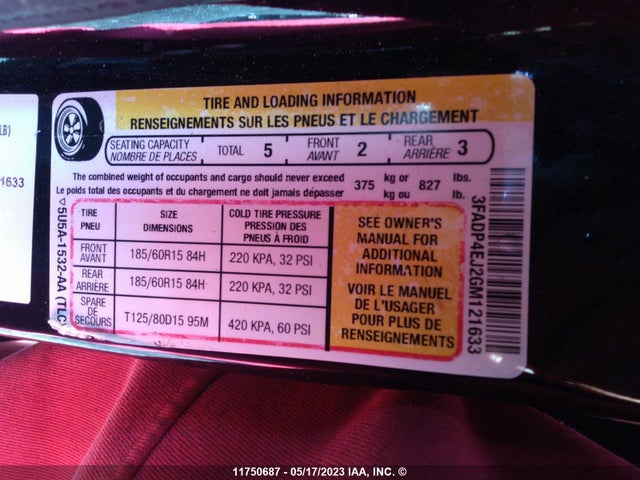 LB)
1633
TIRE AND LOADING INFORMATION
RENSEIGNEMENTS SUR LES PNEUS ET LE CHARGEMENT
SEATING CAPACITY
NOMBRE DE PLACES
TOTAL 5
FRONT
AVANT 2
REAR
ARRIÈRE 3
The combined weight of occupants and cargo should never exceed 375 kg or 827 lbs.
Le poids total des occupants et du chargement ne doit jamais dépasser kg ou lb.
TIRE
PNEU
SIZE
DIMENSIONS
COLD TIRE PRESSURE
PRESSION DES
PNEUS À FROID
FRONT
AVANT
185/60R15 84H
220 KPA, 32 PSI
REAR
ARRIÈRE
185/60R15 84H
220 KPA, 32 PSI
SPARE
DE
SECOURS
T125/80D15 95M
420 KPA, 60 PSI
SEE OWNER'S
MANUAL FOR
ADDITIONAL
INFORMATION
VOIR LE MANUEL
DE L'USAGER
POUR PLUS DE
RENSEIGNEMENTS
5U5A-1532-AA (TLC)
3FADP4EJ2GM121633
11750687 - 05/17/2023 IAA, INC. ©